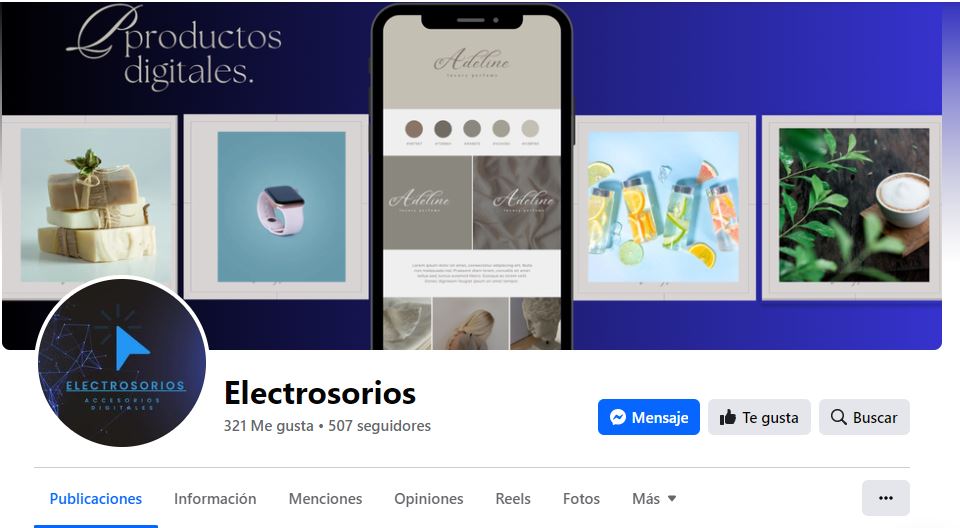 Productos
digitales.
Adeline
luxury perfume
Adeline
luxury perfume
Adeline
luxury perfume
ELECTROSORIOS
ACCESORIOS
DIGITALES
Electrosorios
321 Me gusta • 507 seguidores
Mensaje
Te gusta
Buscar
Publicaciones
Información
Menciones
Opiniones
Reels
Fotos
Más